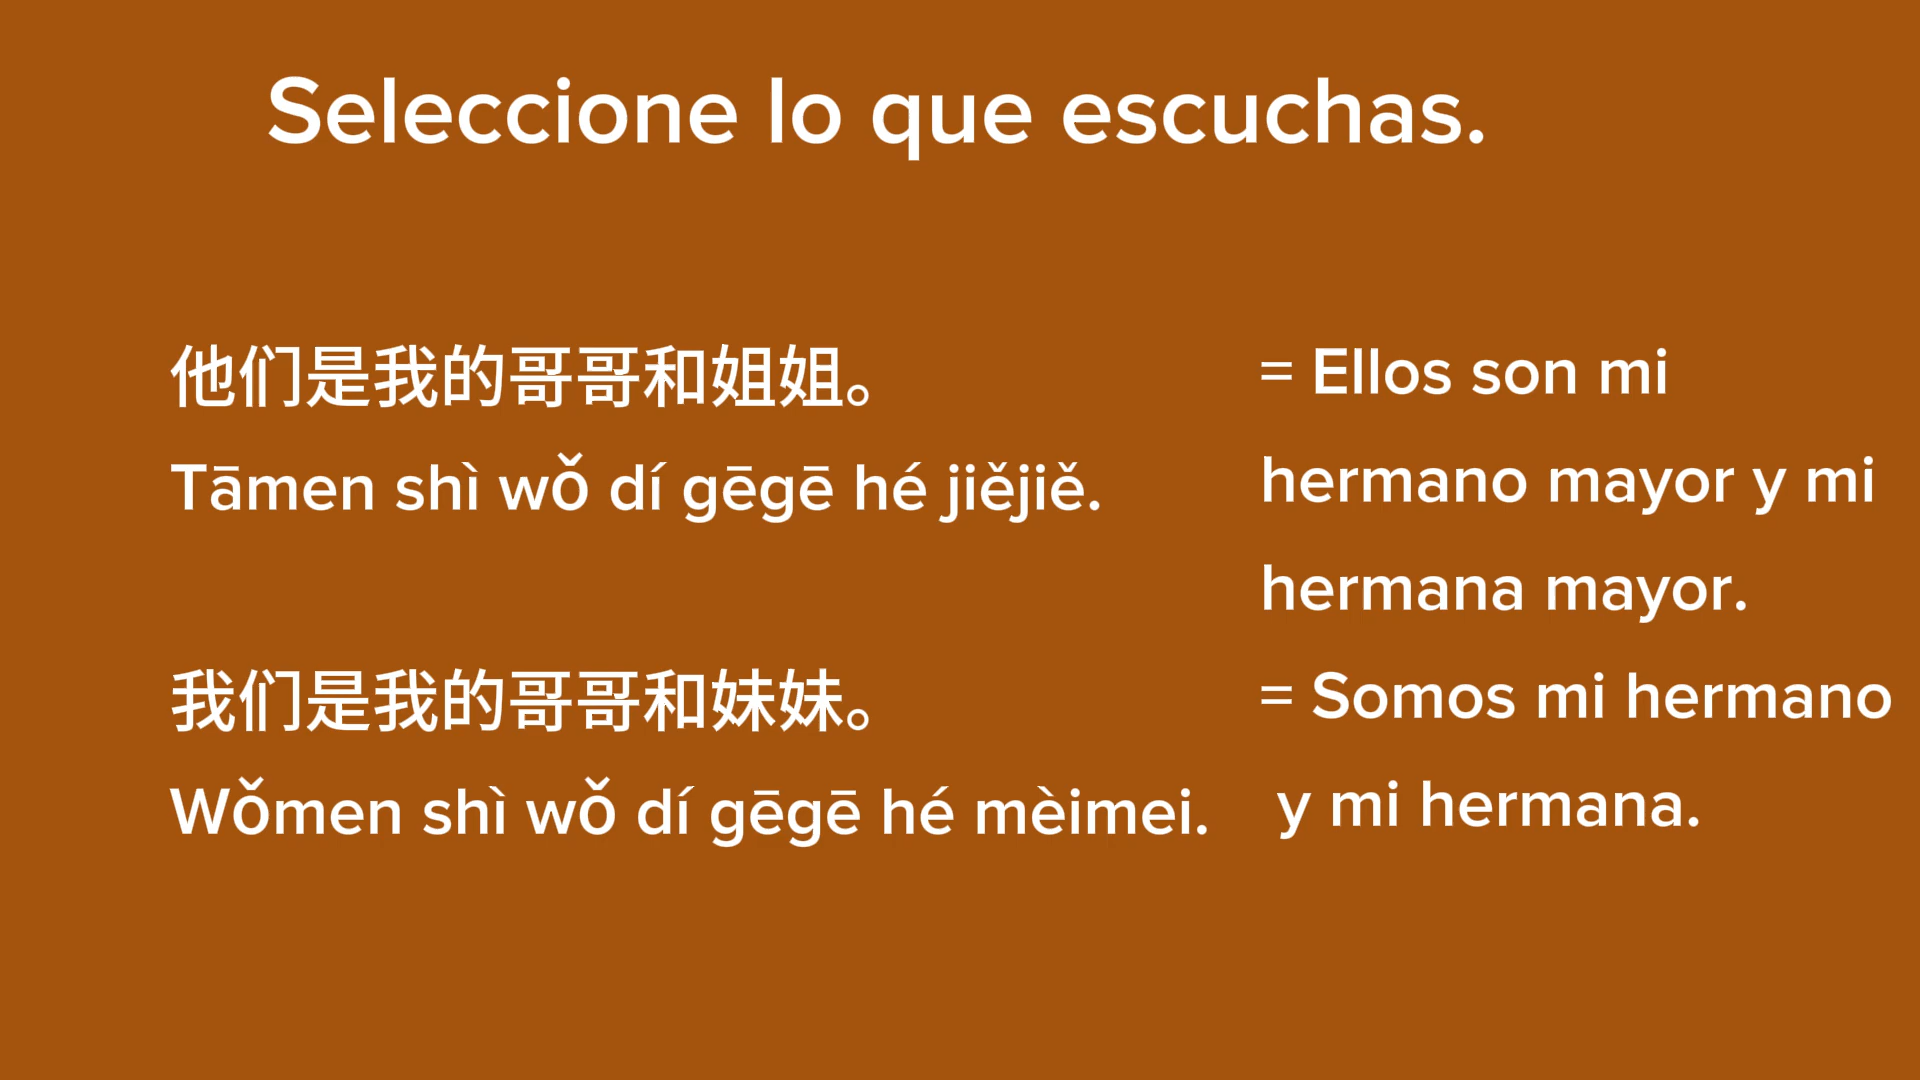 Seleccione lo que escuchas.
他们是我的哥哥和姐姐。
Tāmen shì wǒ dí gēgē hé jiějiě.
= Ellos son mi
hermano mayor y mi
hermana mayor.
我们是我的哥哥和妹妹。
Wǒmen shì wǒ dí gēgē hé mèimei.
= Somos mi hermano
y mi hermana.